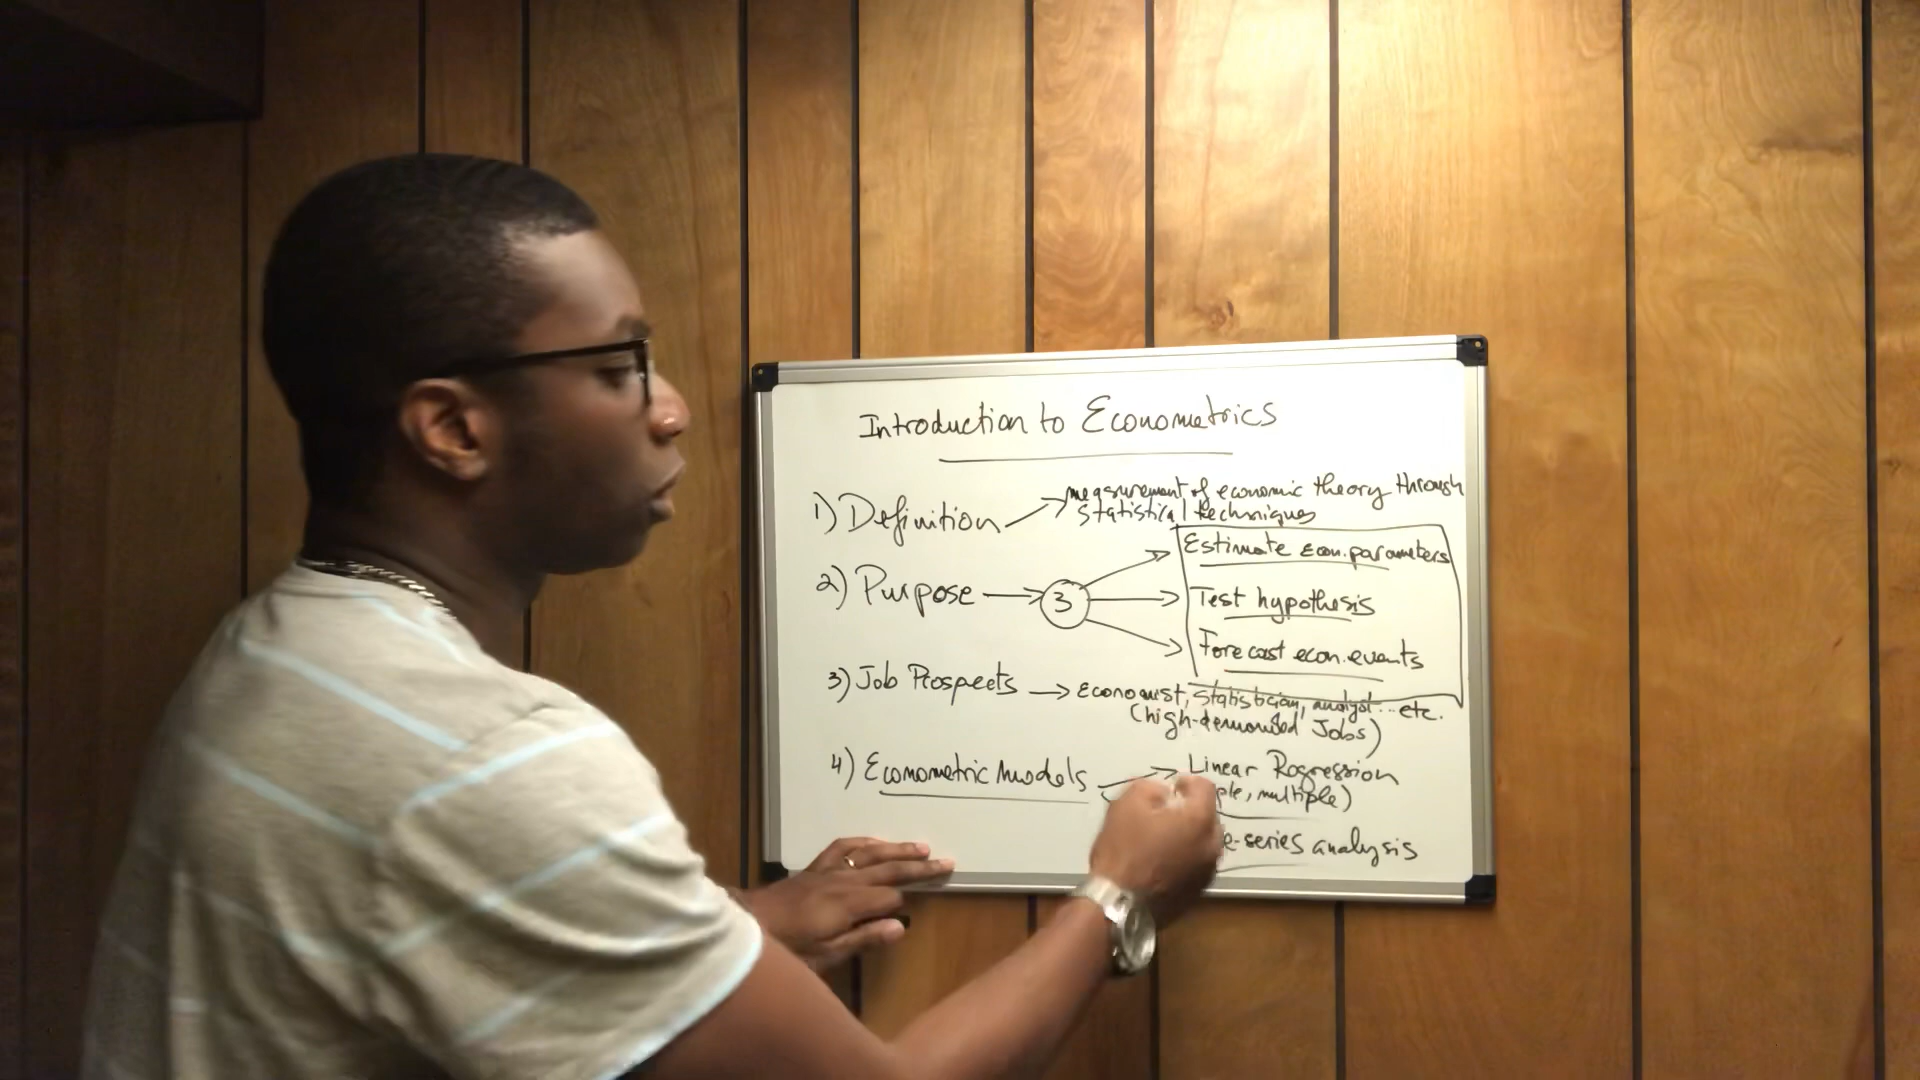 Introduction to Econometrics
1) Definition → measurement of economic theory through
statistical techniques
2) Purpose → 3
Estimate econ. parameters
Test hypothesis
Forecast econ. events
3) Job Prospects → Economist, statistician, analyst... etc.
(high-demanded Jobs)
4) Econometric Models → Linear Regression
multiple)
series analysis